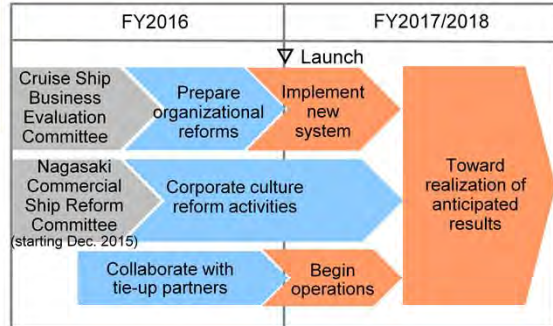 FY2016
FY2017/2018
Launch
Cruise Ship
Business
Evaluation
Committee
Prepare
organizational
reforms
Implement
new
system
Nagasaki
Commercial
Ship Reform
Committee
(starting Dec. 2015)
Corporate culture
reform activities
Collaborate with
tie-up partners
Begin
operations
Toward
realization of
anticipated
results